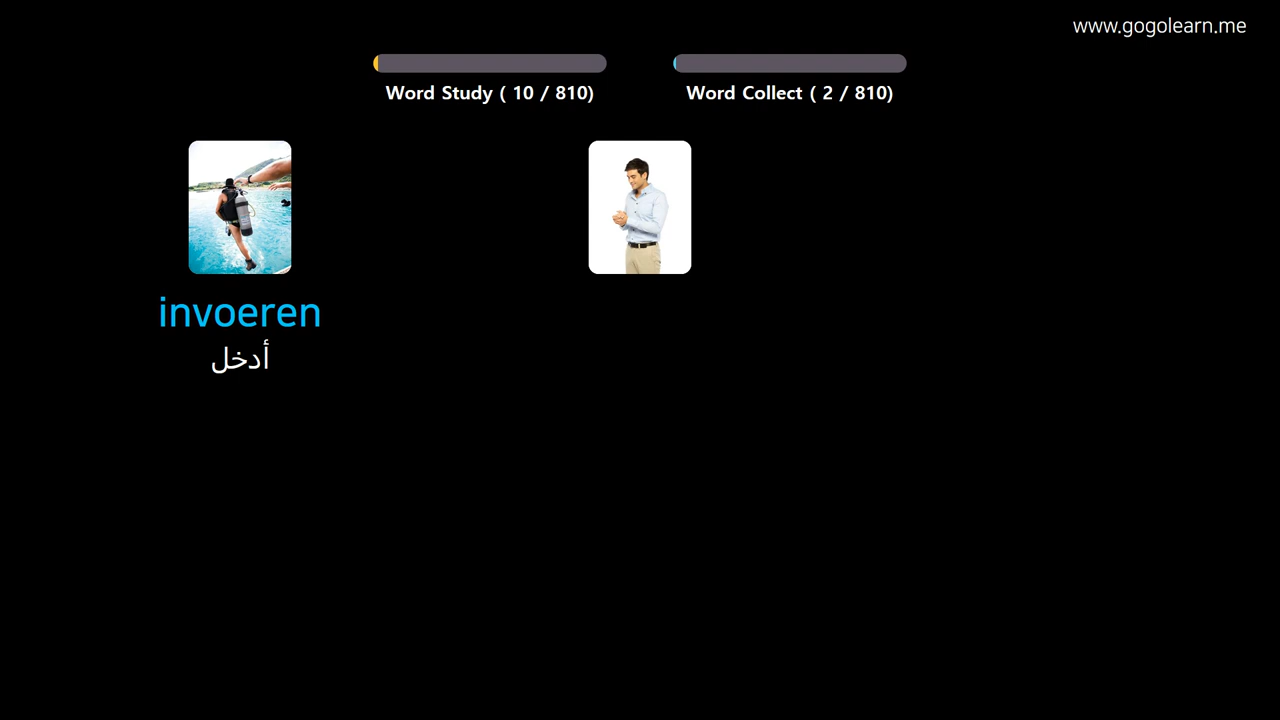 www.gogolearn.me
Word Study ( 10 / 810)
Word Collect ( 2 / 810)
invoeren
أدخل